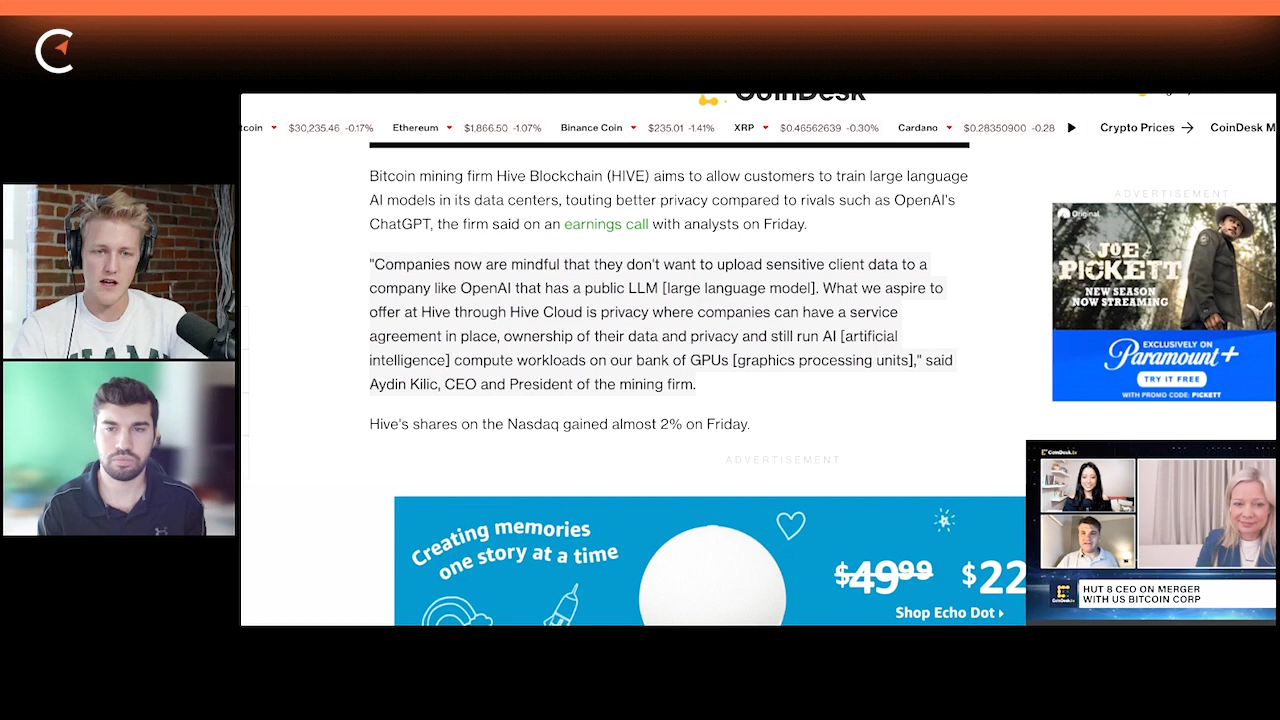 CoinDesk
tcoin $30,235.46 -0.17% Ethereum $1,866.50 -1.07% Binance Coin $235.01 -1.41% XRP $0.46562639 -0.30% Cardano $0.28350900 -0.28 Crypto Prices → CoinDesk M
Bitcoin mining firm Hive Blockchain (HIVE) aims to allow customers to train large language
AI models in its data centers, touting better privacy compared to rivals such as OpenAI's
ChatGPT, the firm said on an earnings call with analysts on Friday.
"Companies now are mindful that they don't want to upload sensitive client data to a
company like OpenAI that has a public LLM [large language model]. What we aspire to
offer at Hive through Hive Cloud is privacy where companies can have a service
agreement in place, ownership of their data and privacy and still run AI [artificial
intelligence] compute workloads on our bank of GPUs [graphics processing units]," said
Aydin Kilic, CEO and President of the mining firm.
Hive's shares on the Nasdaq gained almost 2% on Friday.
ADVERTISEMENT
Creating memories
one story at a time
$4999 $22
Shop Echo Dot
ADVERTISEMENT
Original
JOE
PICKETT
NEW SEASON
NOW STREAMING
EXCLUSIVELY ON
Paramount+
TRY IT FREE
WITH PROMO CODE: PICKETT
CoinDesk.tv
HUT 8 CEO ON MERGER
WITH US BITCOIN CORP